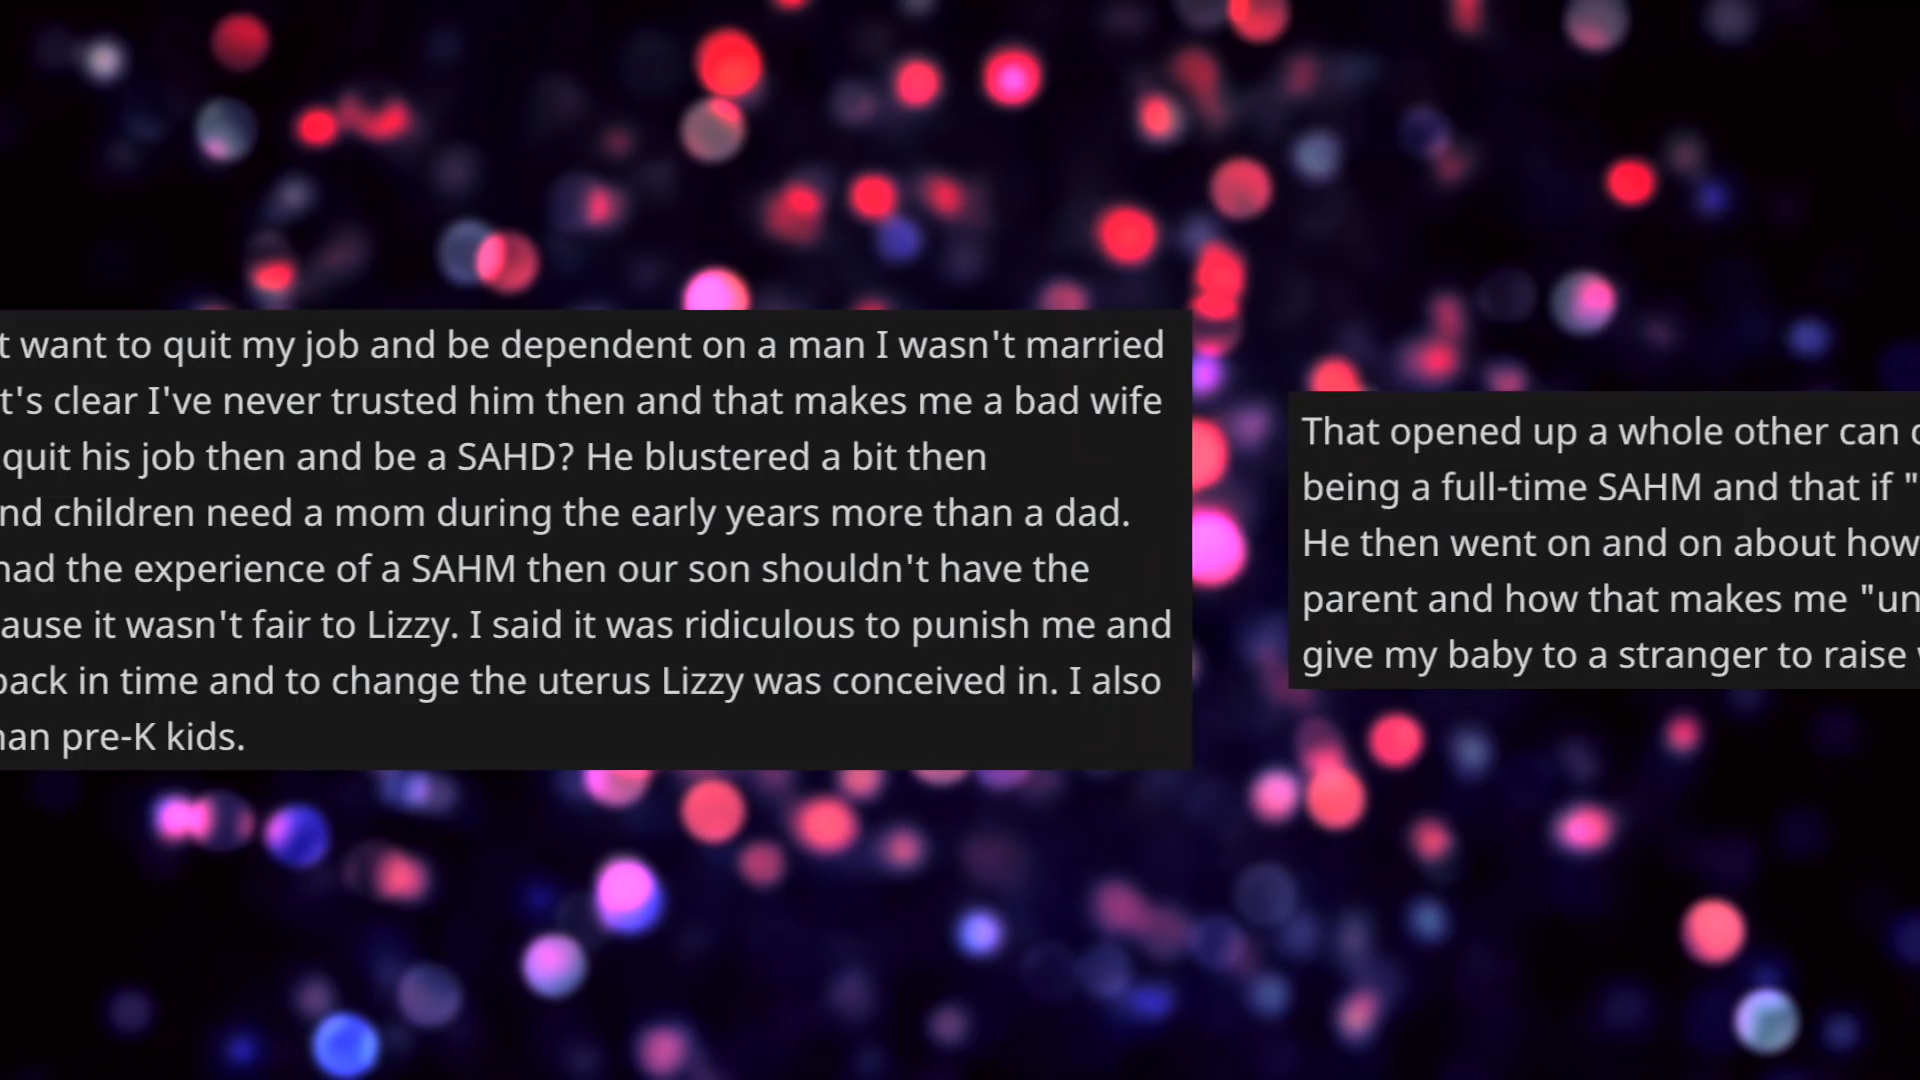 t want to quit my job and be dependent on a man I wasn't married
t's clear I've never trusted him then and that makes me a bad wife
quit his job then and be a SAHD? He blustered a bit then
nd children need a mom during the early years more than a dad.
had the experience of a SAHM then our son shouldn't have the
ause it wasn't fair to Lizzy. I said it was ridiculous to punish me and
back in time and to change the uterus Lizzy was conceived in. I also
han pre-K kids.
That opened up a whole other can
being a full-time SAHM and that if "
He then went on and on about how
parent and how that makes me "un
give my baby to a stranger to raise